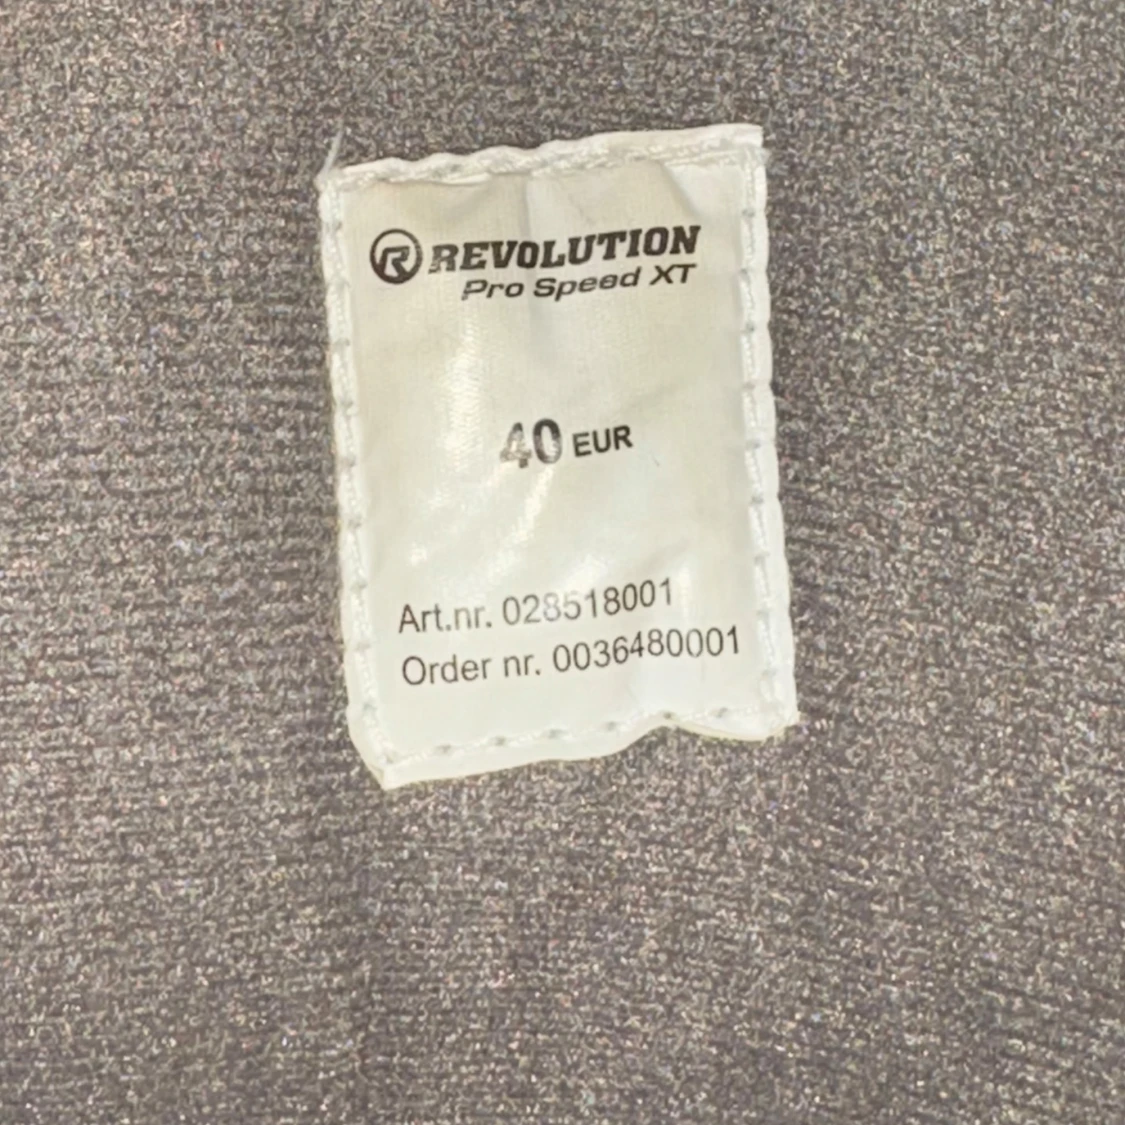 R REVOLUTION
Pro Speed XT
40 EUR
Art.nr. 028518001
Order nr. 0036480001